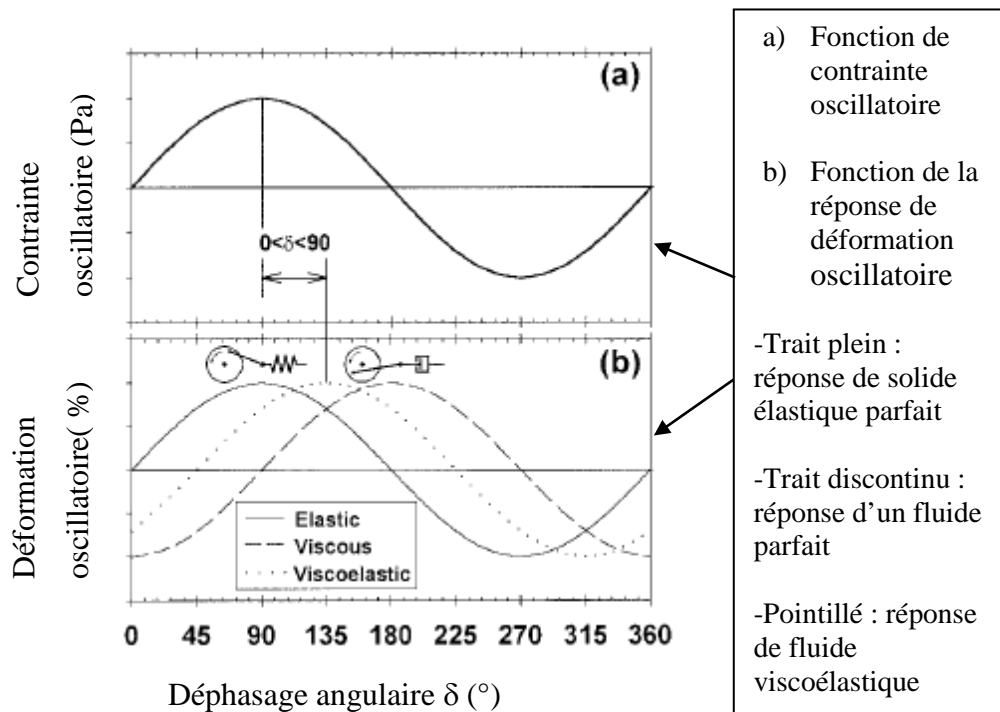 Contrainte
oscillatoire (Pa)
(a)
0<δ<90
Déformation
oscillatoire( %)
(b)
Elastic
Viscous
Viscoelastic
0 45 90 135 180 225 270 315 360
Déphasage angulaire δ (°)
a) Fonction de
contrainte
oscillatoire
b) Fonction de la
réponse de
déformation
oscillatoire
-Trait plein :
réponse de solide
élastique parfait
-Trait discontinu :
réponse d’un fluide
parfait
-Pointillé : réponse
de fluide
viscoélastique